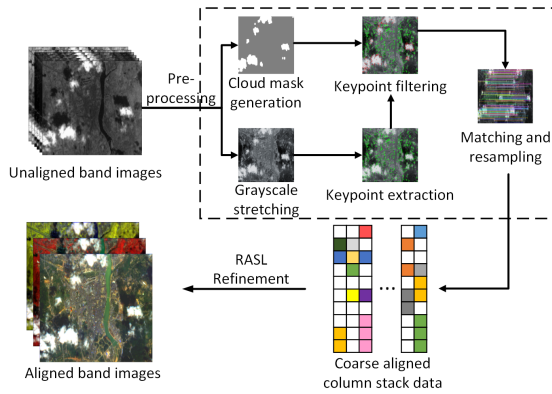 Pre-
processing
Unaligned band images
Cloud mask
generation
Keypoint filtering
Grayscale
stretching
Keypoint extraction
Matching and
resampling
RASL
Refinement
...
Coarse aligned
column stack data
Aligned band images